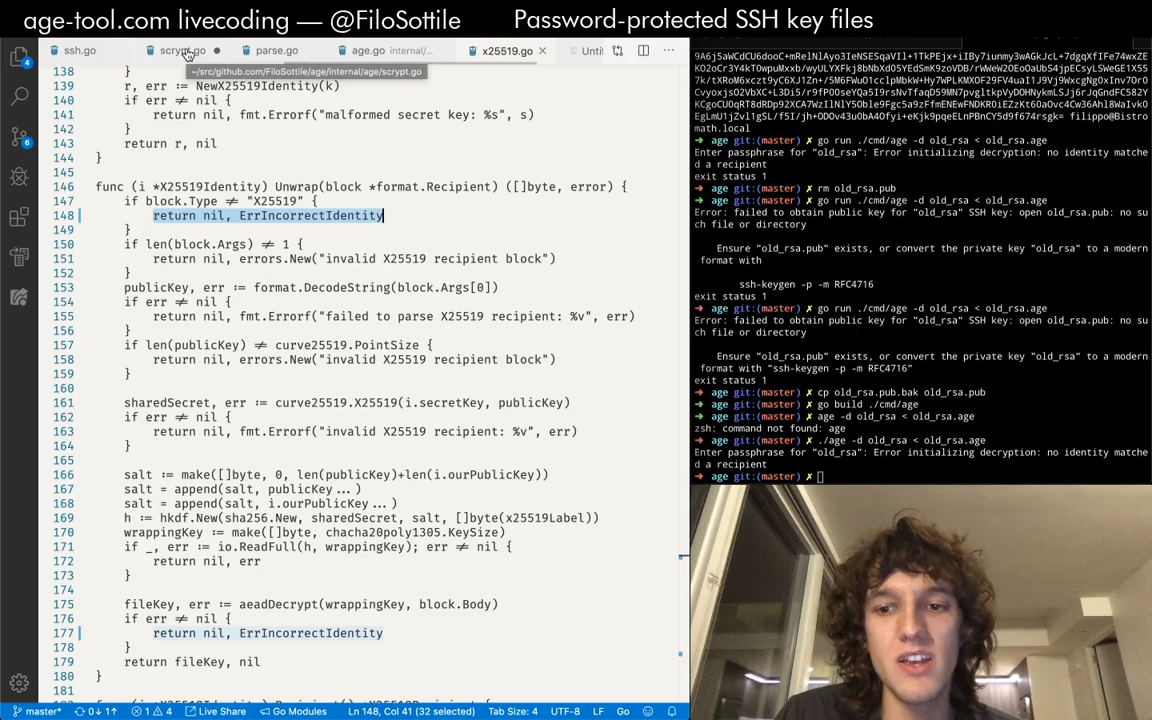 age-tool.com livecoding — @FiloSottile
Password-protected SSH key files
ssh.go
scrypt.go
parse.go
age.go internal/...
x25519.go
Unti
~/src/github.com/FiloSottile/age/internal/age/scrypt.go
138 }
139 r, err := NewX25519Identity(k)
140 if err ≠ nil {
141 return nil, fmt.Errorf("malformed secret key: %s", s)
142 }
143 return r, nil
144 }
145
146 func (i *X25519Identity) Unwrap(block *format.Recipient) ([]byte, error) {
147 if block.Type ≠ "X25519" {
148 return nil, ErrIncorrectIdentity
149 }
150 if len(block.Args) ≠ 1 {
151 return nil, errors.New("invalid X25519 recipient block")
152 }
153 publicKey, err := format.DecodeString(block.Args[0])
154 if err ≠ nil {
155 return nil, fmt.Errorf("failed to parse X25519 recipient: %v", err)
156 }
157 if len(publicKey) ≠ curve25519.PointSize {
158 return nil, errors.New("invalid X25519 recipient block")
159 }
160
161 sharedSecret, err := curve25519.X25519(i.secretKey, publicKey)
162 if err ≠ nil {
163 return nil, fmt.Errorf("invalid X25519 recipient: %v", err)
164 }
165
166 salt := make([]byte, 0, len(publicKey)+len(i.ourPublicKey))
167 salt = append(salt, publicKey...)
168 salt = append(salt, i.ourPublicKey...)
169 h := hkdf.New(sha256.New, sharedSecret, salt, []byte(x25519Label))
170 wrappingKey := make([]byte, chacha20poly1305.KeySize)
171 if _, err := io.ReadFull(h, wrappingKey); err ≠ nil {
172 return nil, err
173 }
174
175 fileKey, err := aeadDecrypt(wrappingKey, block.Body)
176 if err ≠ nil {
177 return nil, ErrIncorrectIdentity
178 }
179 return fileKey, nil
180 }
181
master* 0↓ 1↑ 1 4 Live Share Go Modules Ln 148, Col 41 (32 selected) Tab Size: 4 UTF-8 LF Go
4
6
math.local
→ age git:(master) ✗ go run ./cmd/age -d old_rsa < old_rsa.age
Enter passphrase for "old_rsa": Error initializing decryption: no identity matche
d a recipient
exit status 1
→ age git:(master) ✗ rm old_rsa.pub
→ age git:(master) ✗ go run ./cmd/age -d old_rsa < old_rsa.age
Error: failed to obtain public key for "old_rsa" SSH key: open old_rsa.pub: no su
ch file or directory
Ensure "old_rsa.pub" exists, or convert the private key "old_rsa" to a modern
format with
ssh-keygen -p -m RFC4716
exit status 1
→ age git:(master) ✗ go run ./cmd/age -d old_rsa < old_rsa.age
Error: failed to obtain public key for "old_rsa" SSH key: open old_rsa.pub: no su
ch file or directory
Ensure "old_rsa.pub" exists, or convert the private key "old_rsa" to a modern
format with "ssh-keygen -p -m RFC4716"
exit status 1
→ age git:(master) ✗ cp old_rsa.pub.bak old_rsa.pub
→ age git:(master) ✗ go build ./cmd/age
→ age git:(master) ✗ age -d old_rsa < old_rsa.age
zsh: command not found: age
→ age git:(master) ✗ ./age -d old_rsa < old_rsa.age
Enter passphrase for "old_rsa": Error initializing decryption: no identity matche
d a recipient
→ age git:(master) ✗